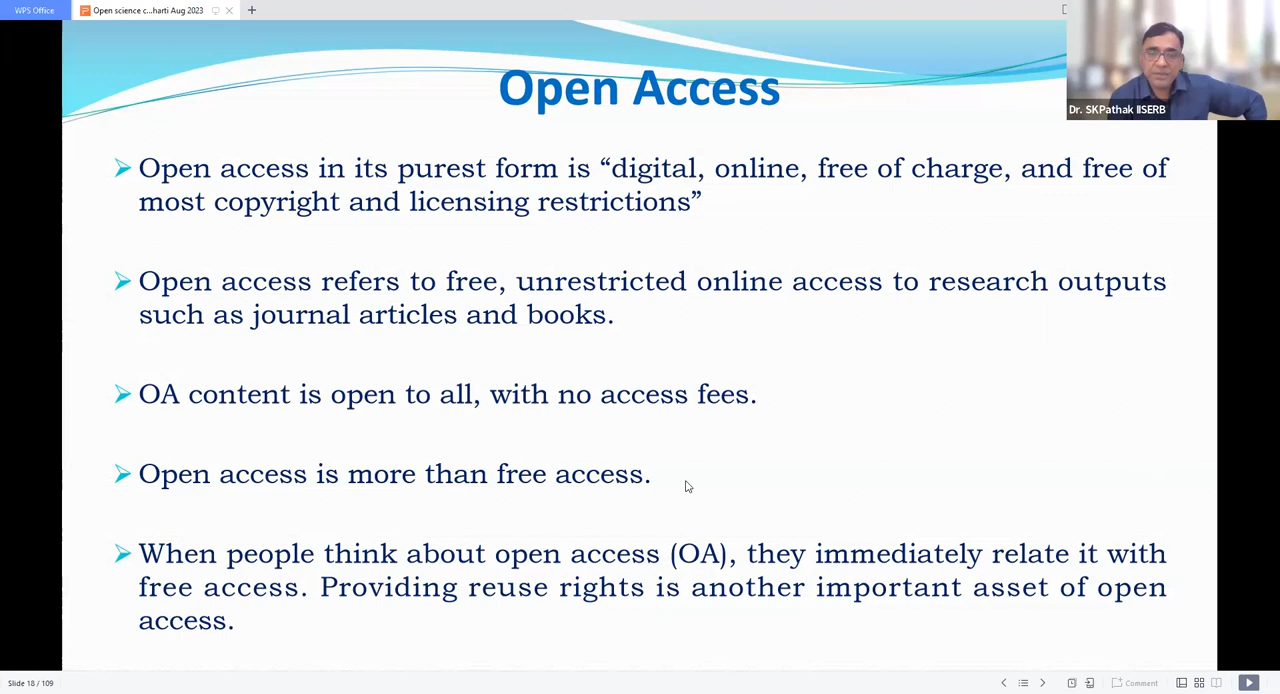 WPS Office
Open science c...harti Aug 2023
Open Access
Dr. SKPathak IISERB
Open access in its purest form is “digital, online, free of charge, and free of
most copyright and licensing restrictions”
Open access refers to free, unrestricted online access to research outputs
such as journal articles and books.
OA content is open to all, with no access fees.
Open access is more than free access.
When people think about open access (OA), they immediately relate it with
free access. Providing reuse rights is another important asset of open
access.
Slide 18 / 109
Comment